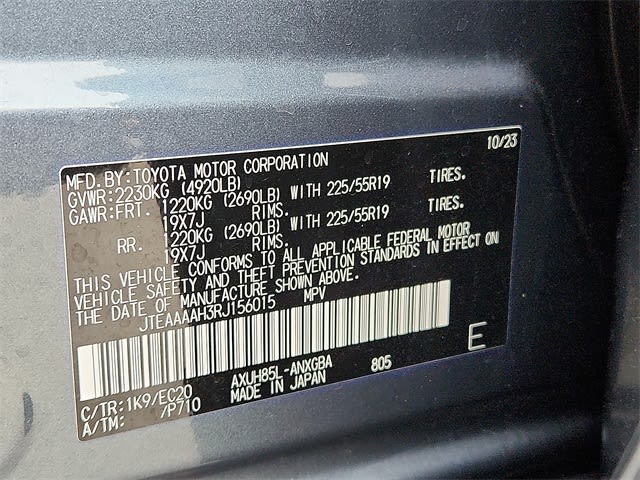 10/23
MFD.BY:TOYOTA MOTOR CORPORATION
GVWR:2230KG (4920LB)
GAWR:FRT. 1220KG (2690LB) WITH 225/55R19 TIRES.
19X7J RIMS.
RR. 1220KG (2690LB) WITH 225/55R19 TIRES.
19X7J RIMS.
THIS VEHICLE CONFORMS TO ALL APPLICABLE FEDERAL MOTOR
VEHICLE SAFETY AND THEFT PREVENTION STANDARDS IN EFFECT ON
THE DATE OF MANUFACTURE SHOWN ABOVE.
JTEAAAAH3RJ156015 MPV
E
C/TR:1K9/EC20 AXUH85L-ANXGBA 805
A/TM: /P710 MADE IN JAPAN